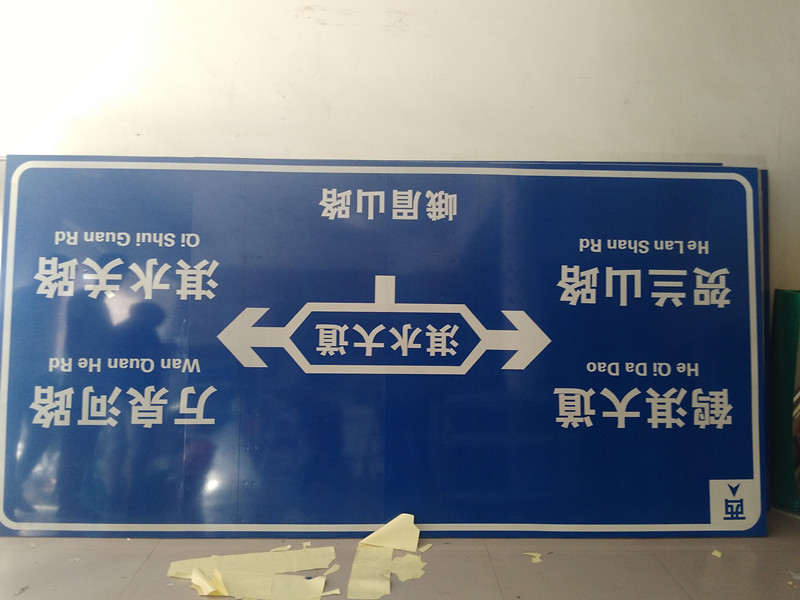 西
鹤淇大道
He Qi Da Dao
贺兰山路
He Lan Shan Rd
淇水大道
万泉河路
Wan Quan He Rd
淇水关路
Qi Shui Guan Rd
峨眉山路